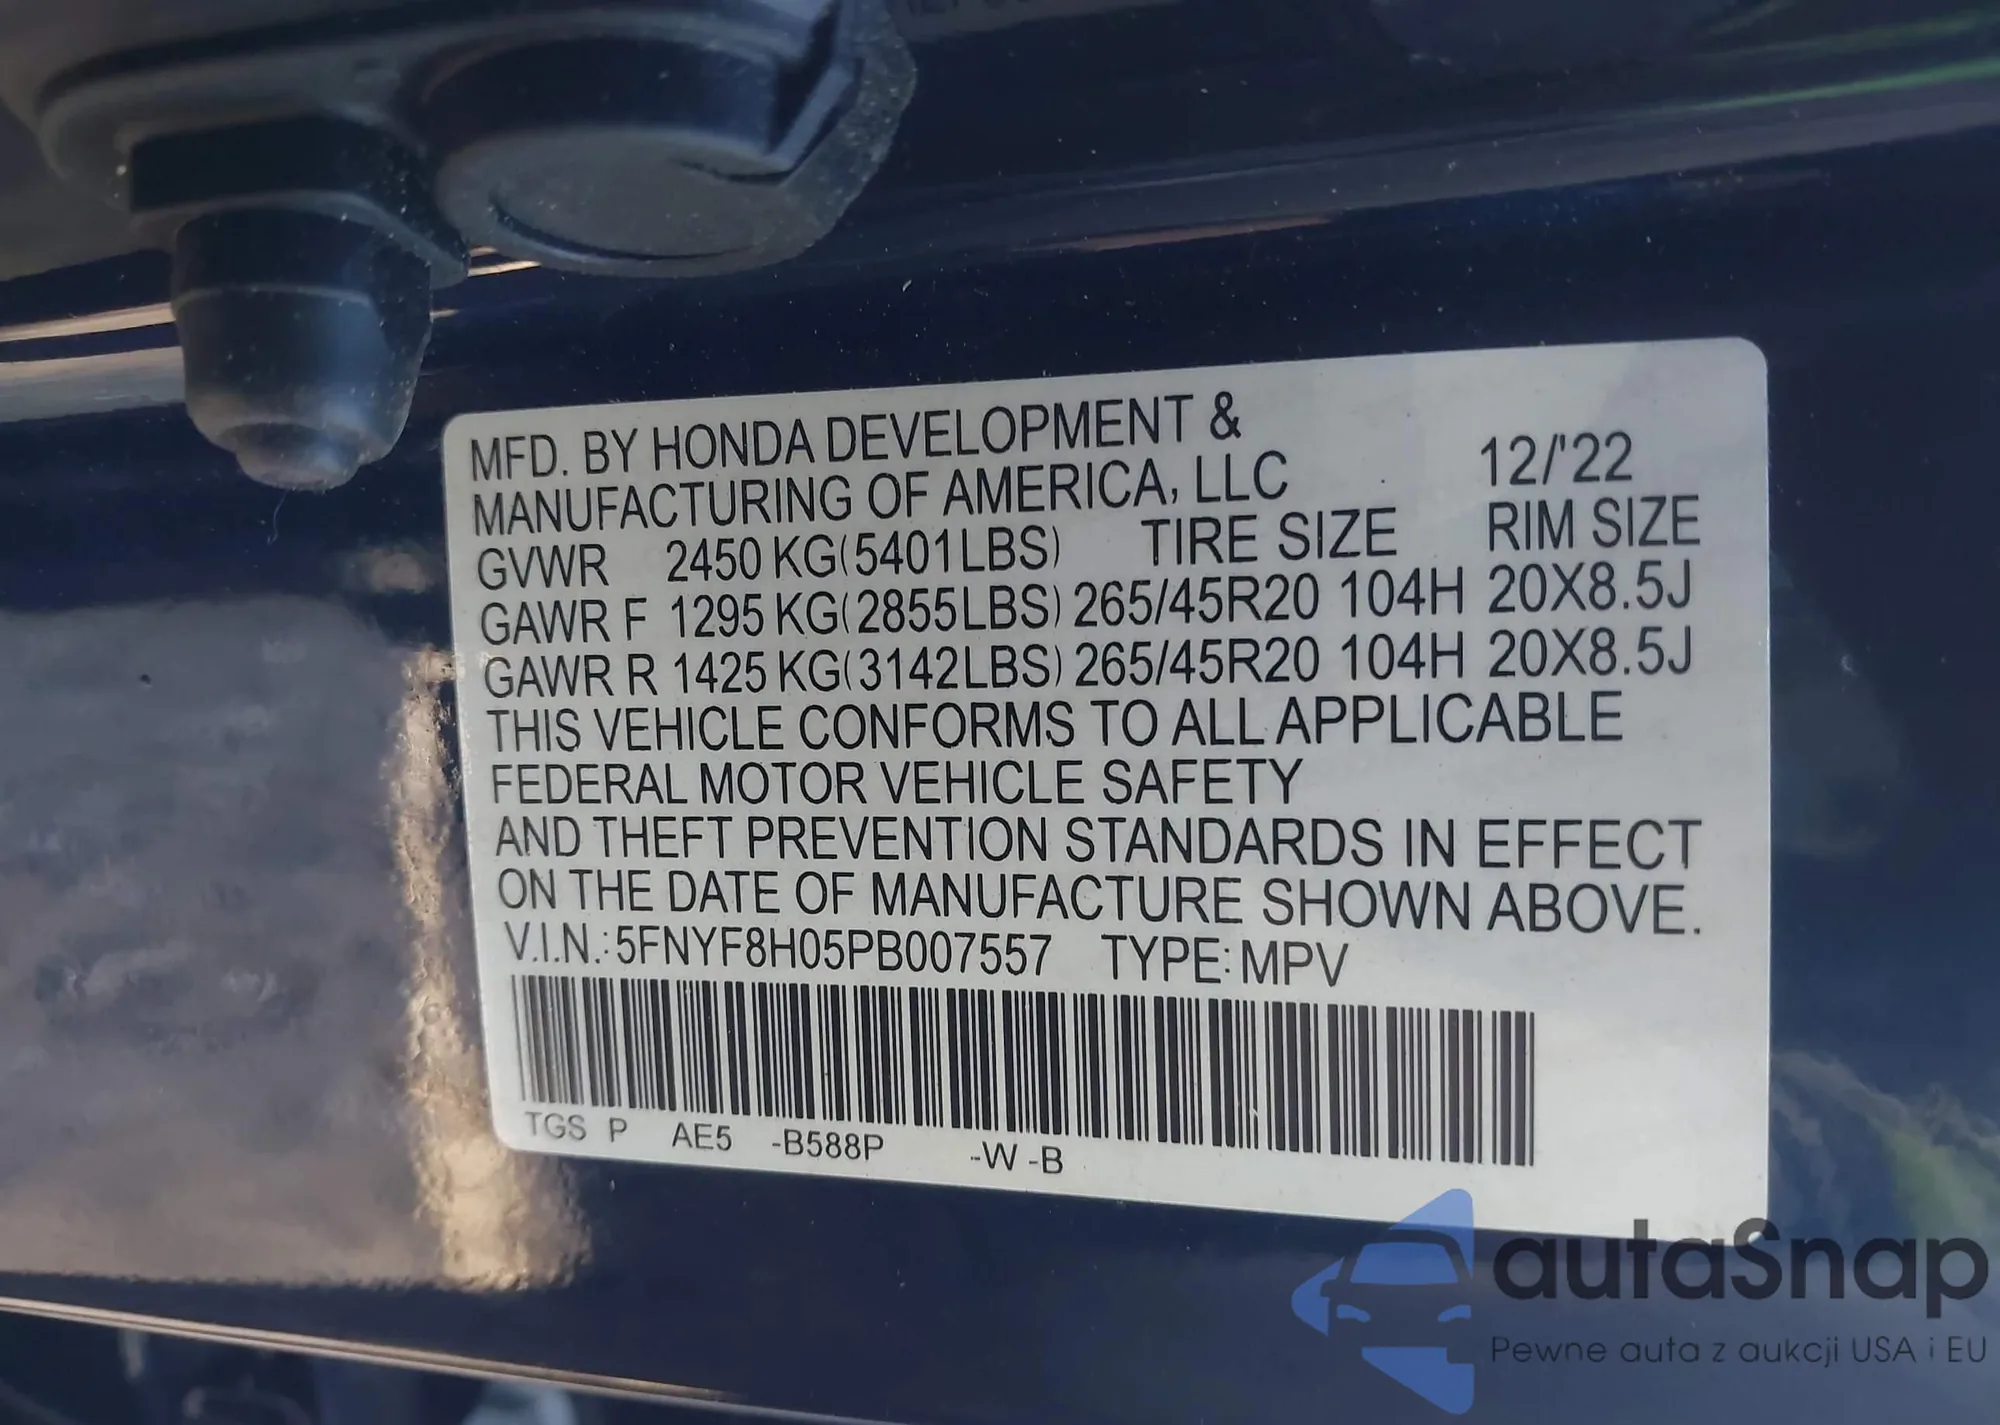 MFD. BY HONDA DEVELOPMENT &
MANUFACTURING OF AMERICA, LLC 12/'22
GVWR 2450 KG(5401LBS) TIRE SIZE RIM SIZE
GAWR F 1295 KG(2855LBS) 265/45R20 104H 20X8.5J
GAWR R 1425 KG(3142LBS) 265/45R20 104H 20X8.5J
THIS VEHICLE CONFORMS TO ALL APPLICABLE
FEDERAL MOTOR VEHICLE SAFETY
AND THEFT PREVENTION STANDARDS IN EFFECT
ON THE DATE OF MANUFACTURE SHOWN ABOVE.
V.I.N.: 5FNYF8H05PB007557 TYPE: MPV
TGS P AE5 -B588P -W -B
autaSnap
Pewne auta z aukcji USA i EU